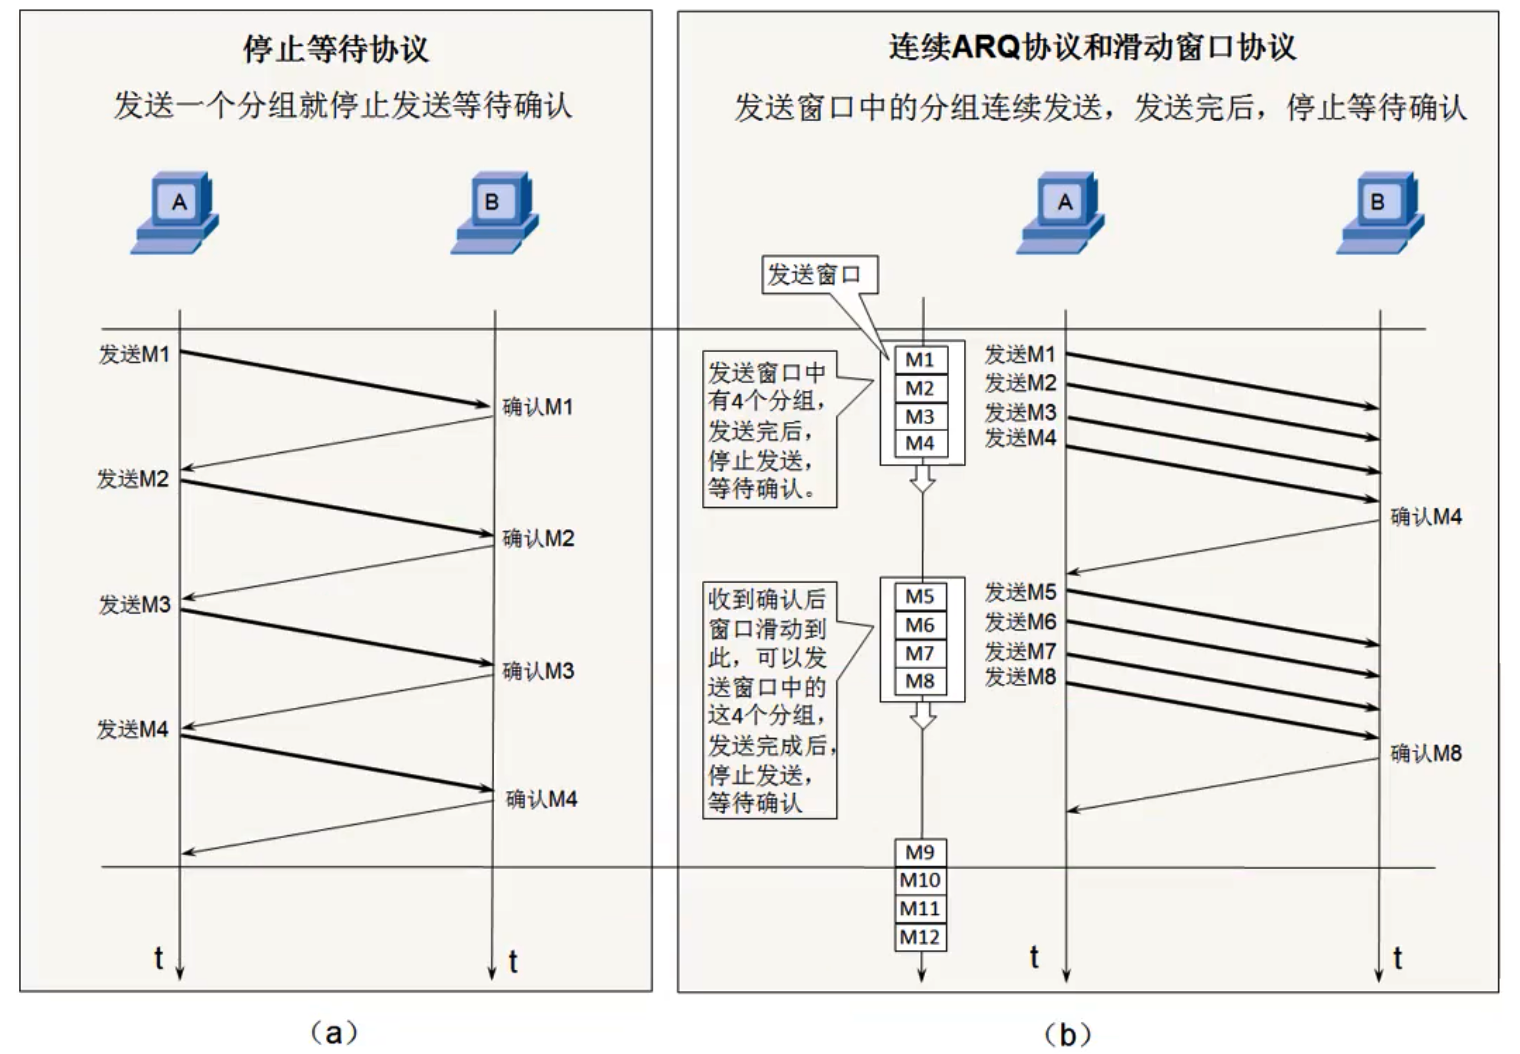 停止等待协议
发送一个分组就停止发送等待确认
A
B
发送M1
确认M1
发送M2
确认M2
发送M3
确认M3
发送M4
确认M4
t
t
（a）
连续ARQ协议和滑动窗口协议
发送窗口中的分组连续发送，发送完后，停止等待确认
A
B
发送窗口
发送窗口中
有4个分组，
发送完后，
停止发送，
等待确认。
M1
M2
M3
M4
发送M1
发送M2
发送M3
发送M4
确认M4
收到确认后
窗口滑动到
此，可以发
送窗口中的
这4个分组，
发送完成后，
停止发送，
等待确认
M5
M6
M7
M8
发送M5
发送M6
发送M7
发送M8
确认M8
M9
M10
M11
M12
t
t
（b）